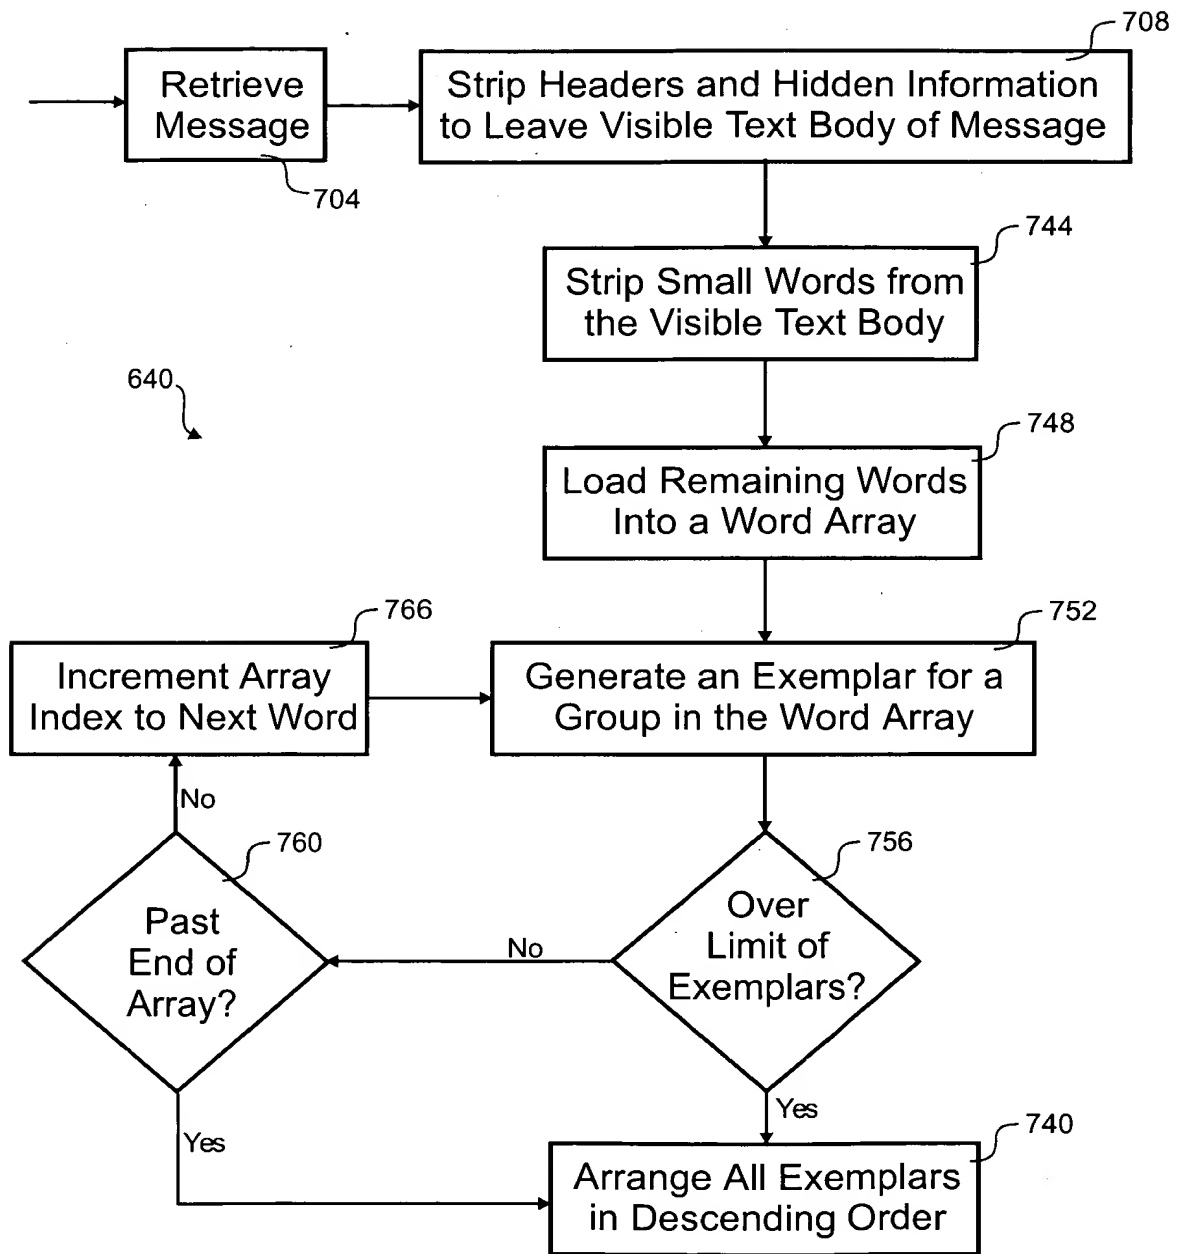 708
Retrieve
Message
704
Strip Headers and Hidden Information
to Leave Visible Text Body of Message
744
Strip Small Words from
the Visible Text Body
640
748
Load Remaining Words
Into a Word Array
766
Increment Array
Index to Next Word
752
Generate an Exemplar for a
Group in the Word Array
No
760
Past
End of
Array?
No
756
Over
Limit of
Exemplars?
Yes
Yes
740
Arrange All Exemplars
in Descending Order